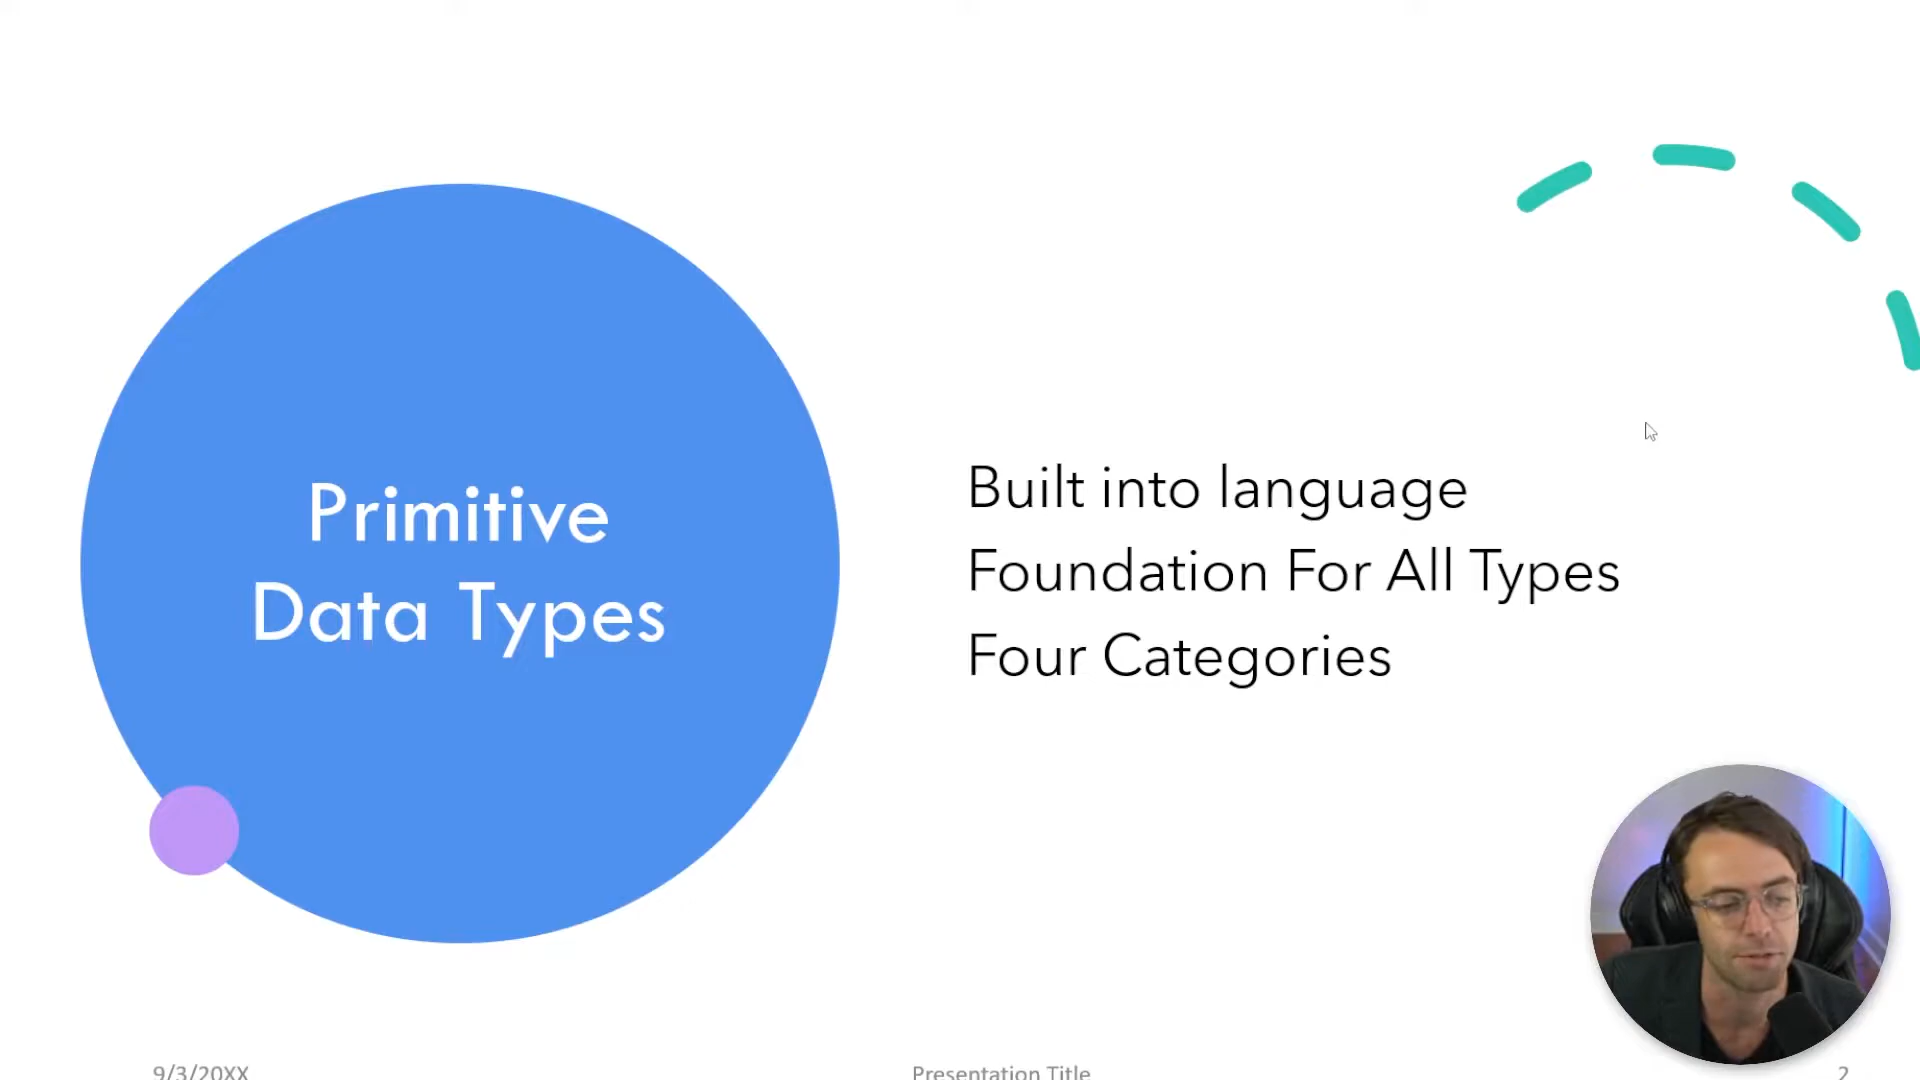 Primitive
Data Types
Built into language
Foundation For All Types
Four Categories
9/3/20XX
Presentation Title
2